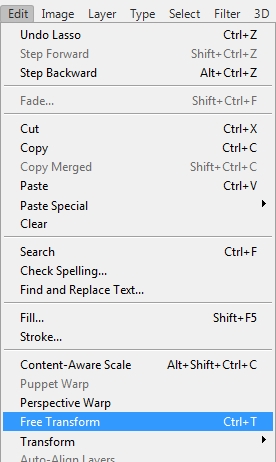 Edit Image Layer Type Select Filter 3D
Undo Lasso Ctrl+Z
Step Forward Shift+Ctrl+Z
Step Backward Alt+Ctrl+Z
Fade... Shift+Ctrl+F
Cut Ctrl+X
Copy Ctrl+C
Copy Merged Shift+Ctrl+C
Paste Ctrl+V
Paste Special
Clear
Search Ctrl+F
Check Spelling...
Find and Replace Text...
Fill... Shift+F5
Stroke...
Content-Aware Scale Alt+Shift+Ctrl+C
Puppet Warp
Perspective Warp
Free Transform Ctrl+T
Transform
Auto-Align Layers